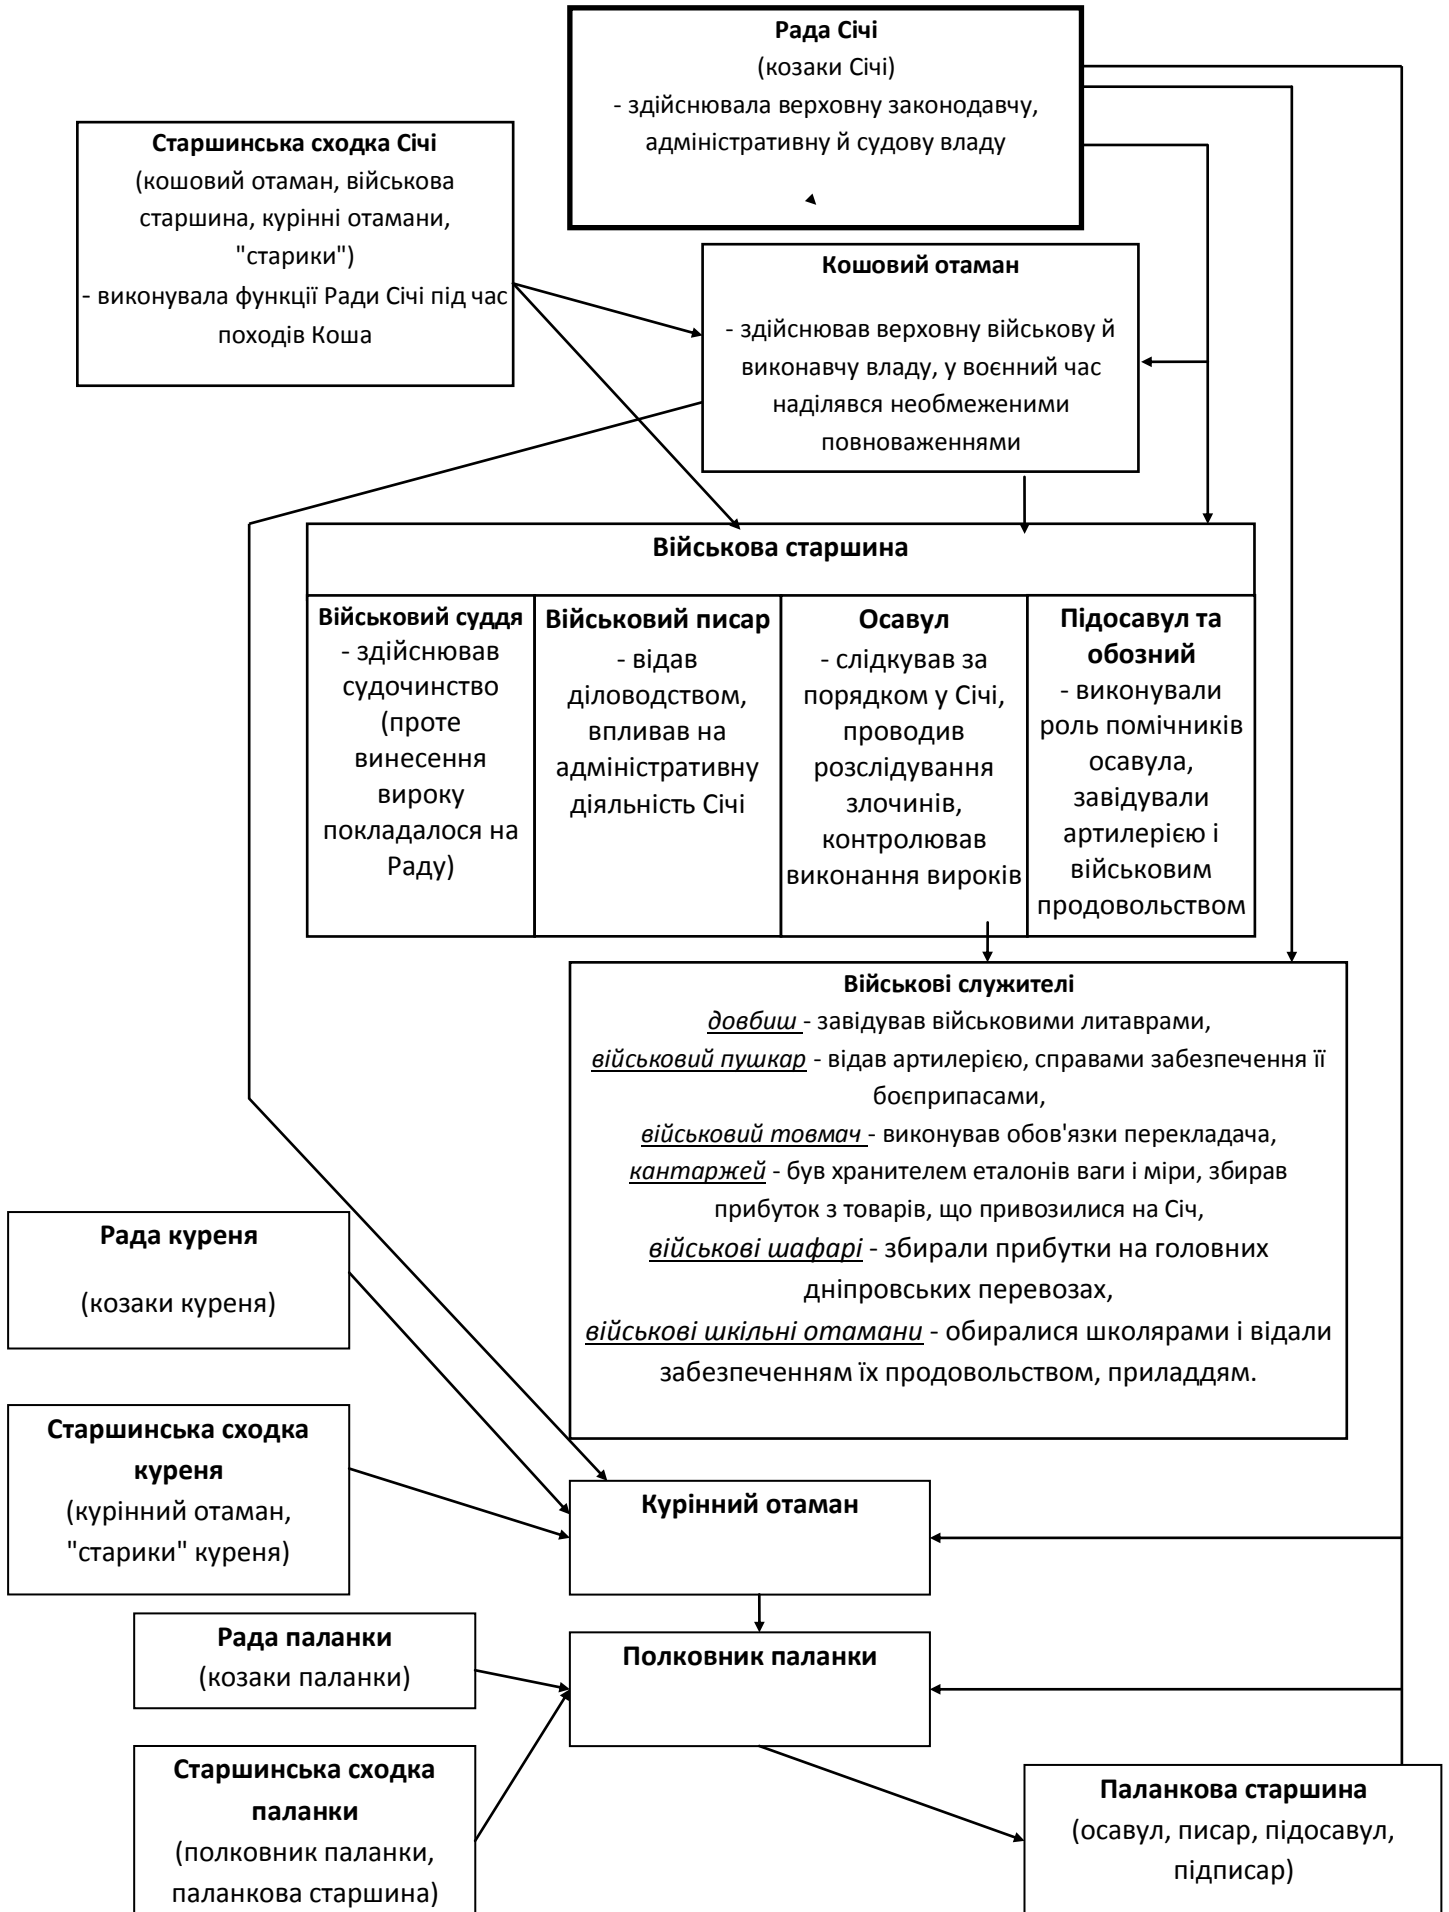 Рада Січі
(козаки Січі)
- здійснювала верховну законодавчу,
адміністративну й судову владу
Старшинська сходка Січі
(кошовий отаман, військова
старшина, курінні отамани,
"старики")
- виконувала функції Ради Січі під час
походів Коша
Кошовий отаман
- здійснював верховну військову й
виконавчу владу, у воєнний час
наділявся необмеженими
повноваженнями
Військова старшина
Військовий суддя
- здійснював
судочинство
(проте
винесення
вироку
покладалося на
Раду)
Військовий писар
- відав
діловодством,
впливав на
адміністративну
діяльність Січі
Осавул
- слідкував за
порядком у Січі,
проводив
розслідування
злочинів,
контролював
виконання вироків
Підосавул та
обозний
- виконували
роль помічників
осавула,
завідували
артилерією і
військовим
продовольством
Військові служителі
довбиш - завідував військовими литаврами,
військовий пушкар - відав артилерією, справами забезпечення її
боєприпасами,
військовий товмач - виконував обов'язки перекладача,
кантаржей - був хранителем еталонів ваги і міри, збирав
прибуток з товарів, що привозилися на Січ,
військові шафарі - збирали прибутки на головних
дніпровських перевозах,
військові шкільні отамани - обиралися школярами і відали
забезпеченням їх продовольством, приладдям.
Рада куреня
(козаки куреня)
Старшинська сходка
куреня
(курінний отаман,
"старики" куреня)
Курінний отаман
Рада паланки
(козаки паланки)
Полковник паланки
Старшинська сходка
паланки
(полковник паланки,
паланкова старшина)
Паланкова старшина
(осавул, писар, підосавул,
підписар)